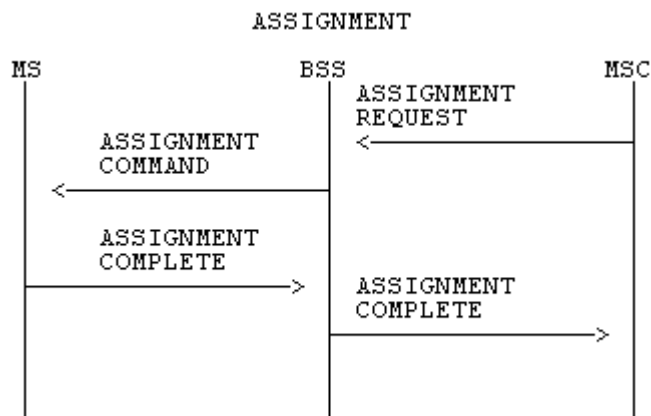 ASSIGNMENT
MS BSS MSC
ASSIGNMENT
REQUEST
ASSIGNMENT
COMMAND
ASSIGNMENT
COMPLETE
ASSIGNMENT
COMPLETE